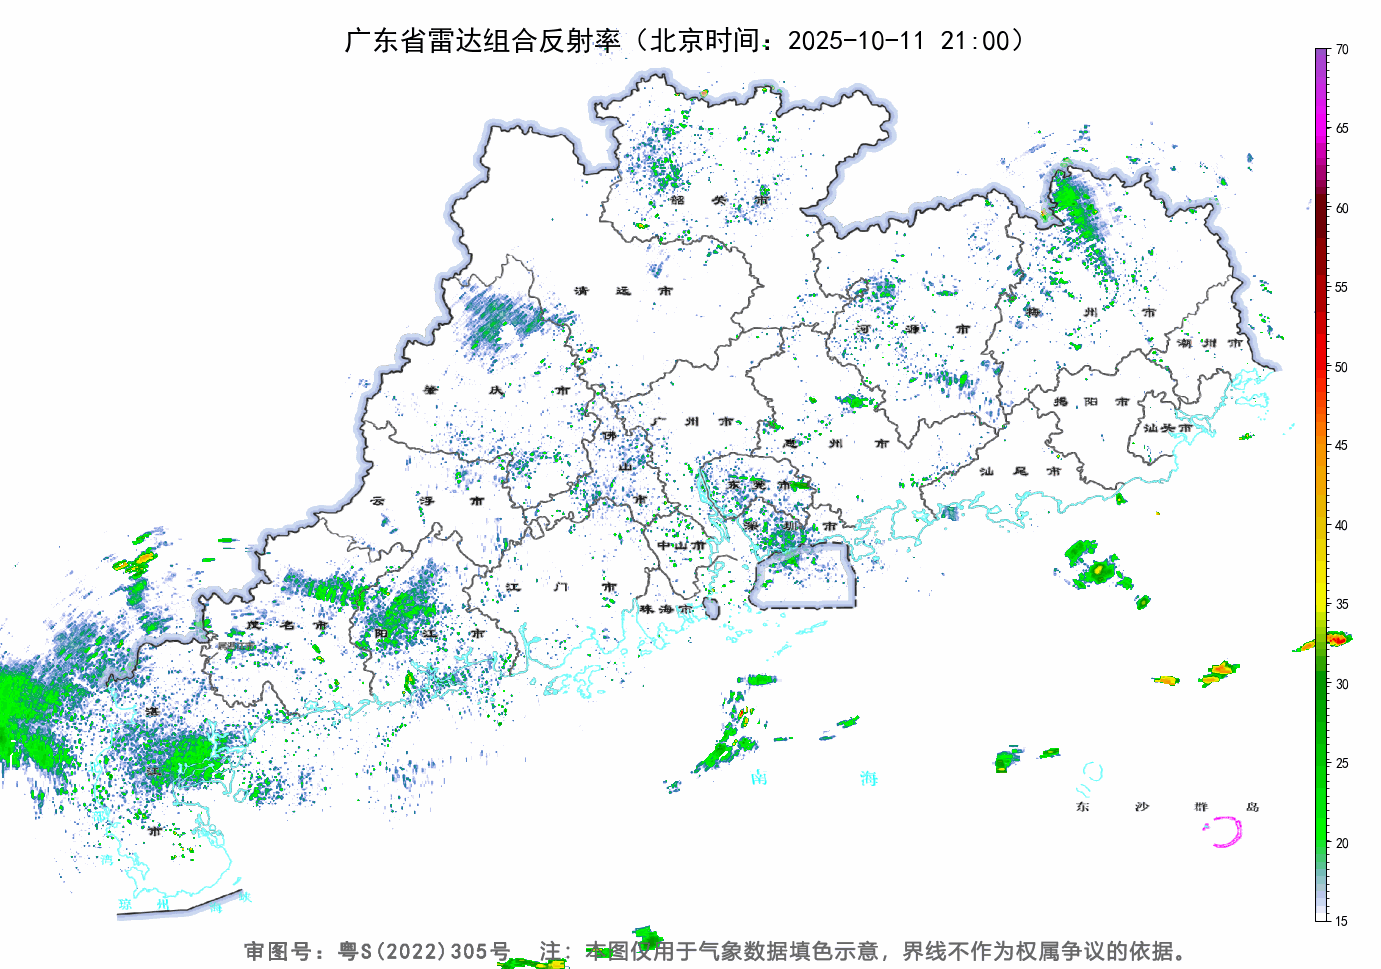 广东省雷达组合反射率（北京时间：2025-10-11 21:00）
70
65
60
55
50
45
40
35
30
25
20
15
韶关市
清远市
河源市
梅州市
潮州市
肇庆市
广州市
惠州市
揭阳市
汕头市
佛山市
东莞市
汕尾市
云浮市
深圳市
中山市
江门市
珠海市
茂名市
阳江市
湛江市
南海
东沙群岛
湾
琼州海峡
审图号：粤S(2022)305号 注：本图仅用于气象数据填色示意，界线不作为权属争议的依据。